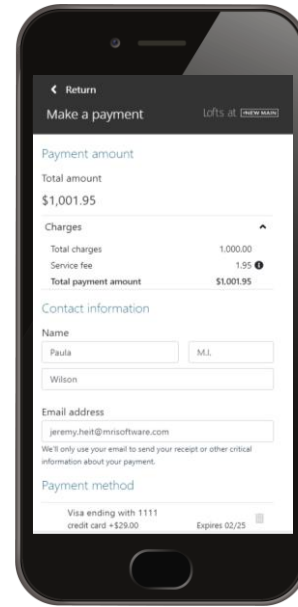 Return
Make a payment
Lofts at #NEW MAIN
Payment amount
Total amount
$1,001.95
Charges
Total charges 1,000.00
Service fee 1.95
Total payment amount $1,001.95
Contact information
Name
Paula M.I.
Wilson
Email address
jeremy.heit@mrisoftware.com
We'll only use your email to send your receipt or other critical
information about your payment.
Payment method
Visa ending with 1111
credit card +$29.00 Expires 02/25